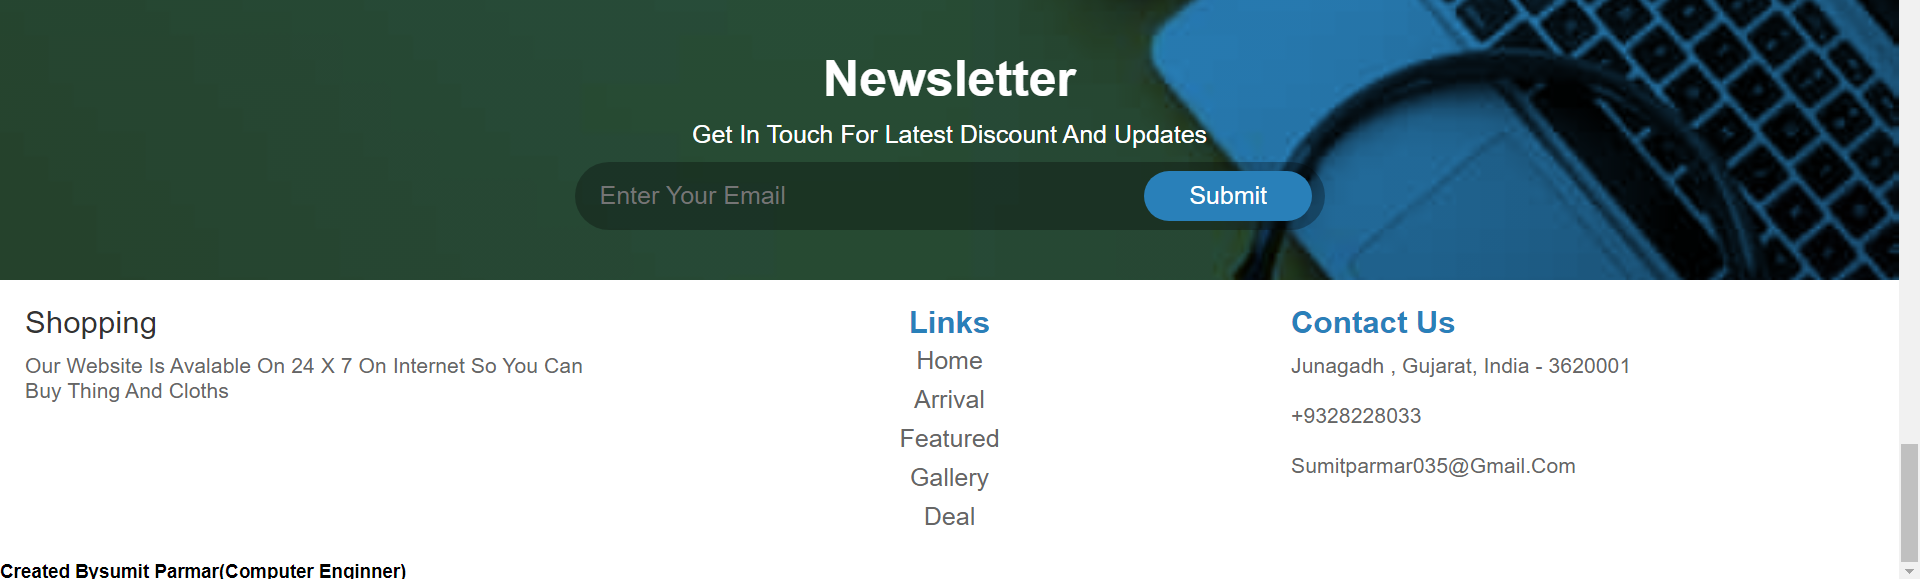 Newsletter
Get In Touch For Latest Discount And Updates
Enter Your Email
Submit
Shopping
Our Website Is Avalable On 24 X 7 On Internet So You Can
Buy Thing And Cloths
Links
Home
Arrival
Featured
Gallery
Deal
Contact Us
Junagadh , Gujarat, India - 3620001
+9328228033
Sumitparmar035@Gmail.Com
Created Bysumit Parmar(Computer Enginner)